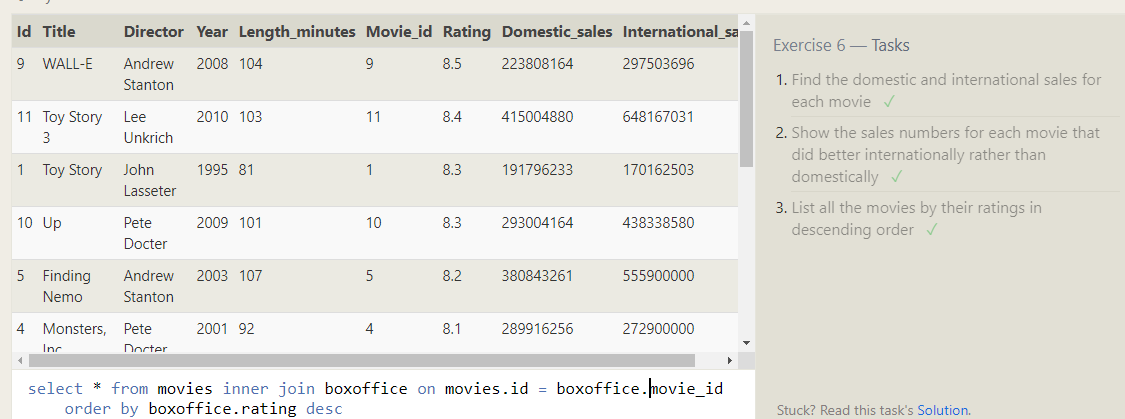 Id Title Director Year Length_minutes Movie_id Rating Domestic_sales International_sa
9 WALL-E Andrew Stanton 2008 104 9 8.5 223808164 297503696
11 Toy Story 3 Lee Unkrich 2010 103 11 8.4 415004880 648167031
1 Toy Story John Lasseter 1995 81 1 8.3 191796233 170162503
10 Up Pete Docter 2009 101 10 8.3 293004164 438338580
5 Finding Nemo Andrew Stanton 2003 107 5 8.2 380843261 555900000
4 Monsters, Inc. Pete Docter 2001 92 4 8.1 289916256 272900000
select * from movies inner join boxoffice on movies.id = boxoffice.movie_id
order by boxoffice.rating desc
Exercise 6 — Tasks
1. Find the domestic and international sales for
each movie ✓
2. Show the sales numbers for each movie that
did better internationally rather than
domestically ✓
3. List all the movies by their ratings in
descending order ✓
Stuck? Read this task's Solution.